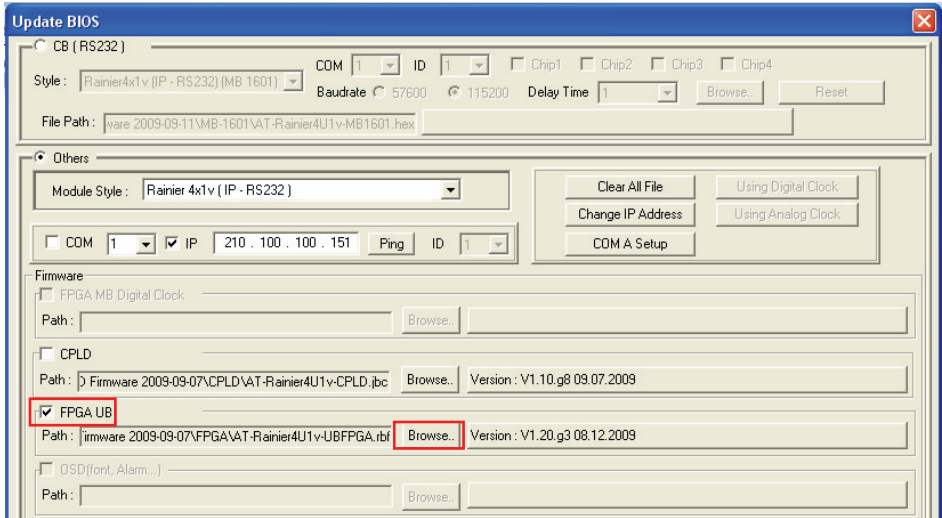 Update BIOS
CB ( RS232 )
Style : Rainier4x1v (IP - RS232) (MB 1601)
COM 1 ID 1 Chip1 Chip2 Chip3 Chip4
Baudrate 57600 115200 Delay Time 1 Browse.. Reset
File Path : ware 2009-09-11\MB-1601\AT-Rainier4U1v-MB1601.hex
Others
Module Style : Rainier 4x1v ( IP - RS232 )
Clear All File Using Digital Clock
Change IP Address Using Analog Clock
COM A Setup
COM 1 IP 210 . 100 . 100 . 151 Ping ID 1
Firmware
FPGA MB Digital Clock
Path : Browse..
CPLD
Path : ) Firmware 2009-09-07\CPLD\AT-Rainier4U1v-CPLD.jbc Browse.. Version : V1.10.g8 09.07.2009
FPGA UB
Path : irmware 2009-09-07\FPGA\AT-Rainier4U1v-UBFPGA.rbf Browse.. Version : V1.20.g3 08.12.2009
OSD(font, Alarm...)
Path : Browse..